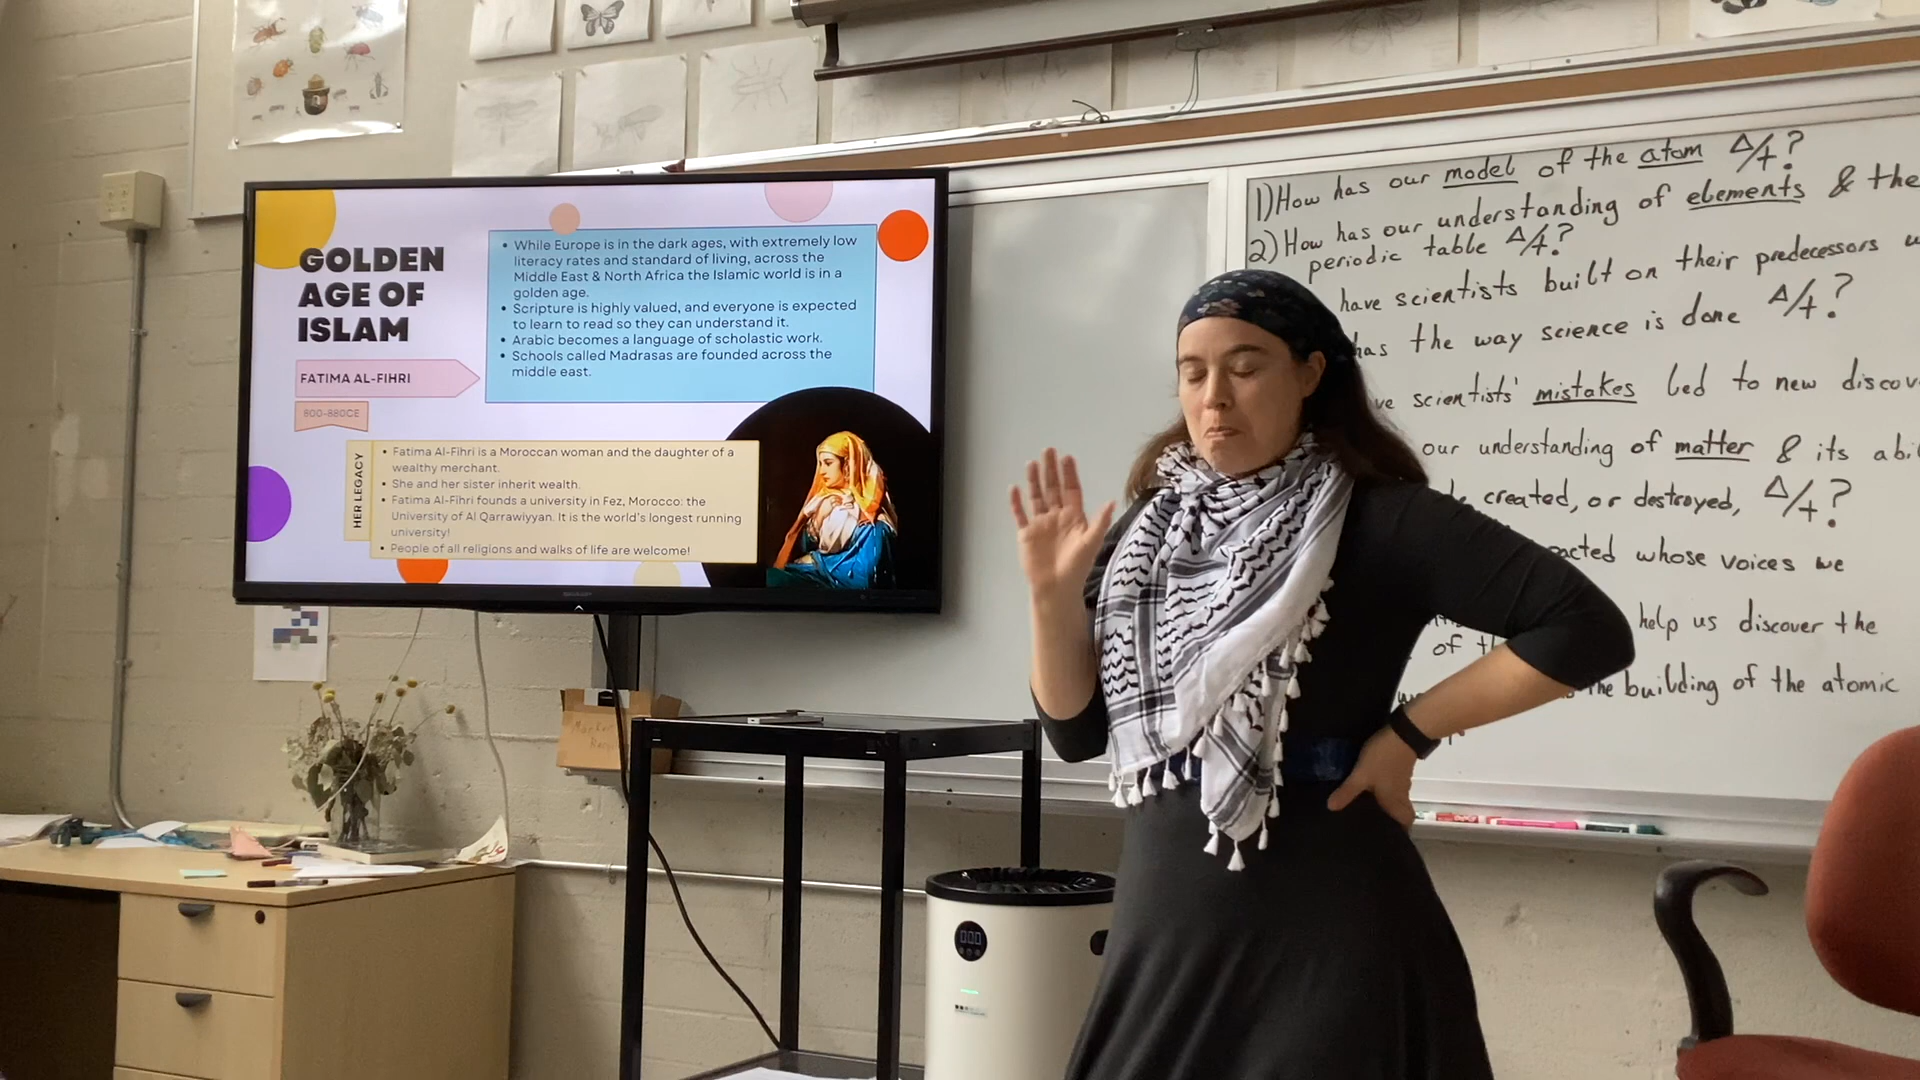 GOLDEN
AGE OF
ISLAM
FATIMA AL-FIHRI
800-880CE
• While Europe is in the dark ages, with extremely low
literacy rates and standard of living, across the
Middle East & North Africa the Islamic world is in a
golden age.
• Scripture is highly valued, and everyone is expected
to learn to read so they can understand it.
• Arabic becomes a language of scholastic work.
• Schools called Madrasas are founded across the
middle east.
HER LEGACY
• Fatima Al-Fihri is a Moroccan woman and the daughter of a
wealthy merchant.
• She and her sister inherit wealth.
• Fatima Al-Fihri founds a university in Fez, Morocco: the
University of Al Qarrawiyyan. It is the world's longest running
university!
• People of all religions and walks of life are welcome!
SHARP
1) How has our model of the atom Δ/t?
2) How has our understanding of elements & the
periodic table Δ/t?
have scientists built on their predecessors
has the way science is done Δ/t?
scientists' mistakes led to new
our understanding of matter & its
created, or destroyed, Δ/t?
whose voices we
help us discover the
of
the building of the atomic